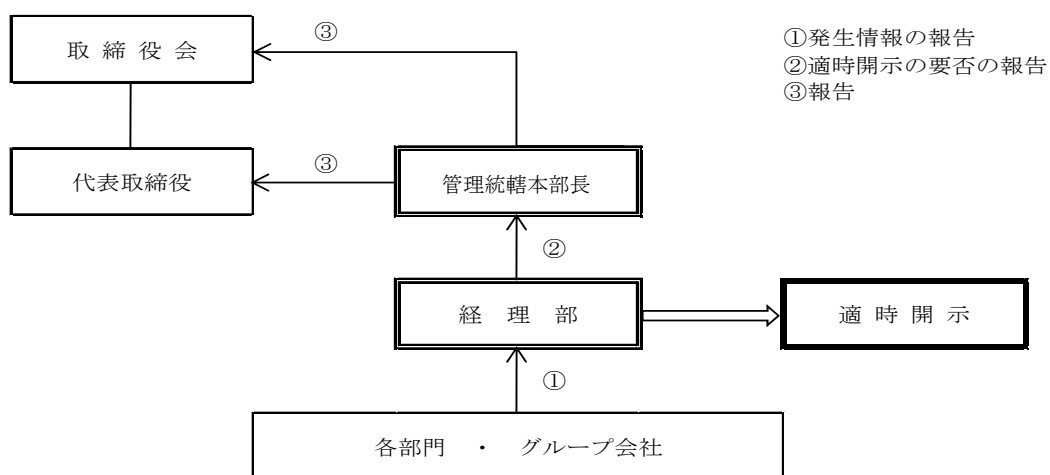 ③
取 締 役 会
①発生情報の報告
②適時開示の要否の報告
③報告
③
代表取締役
管理統轄本部長
②
経 理 部
適 時 開 示
①
各部門 ・ グループ会社